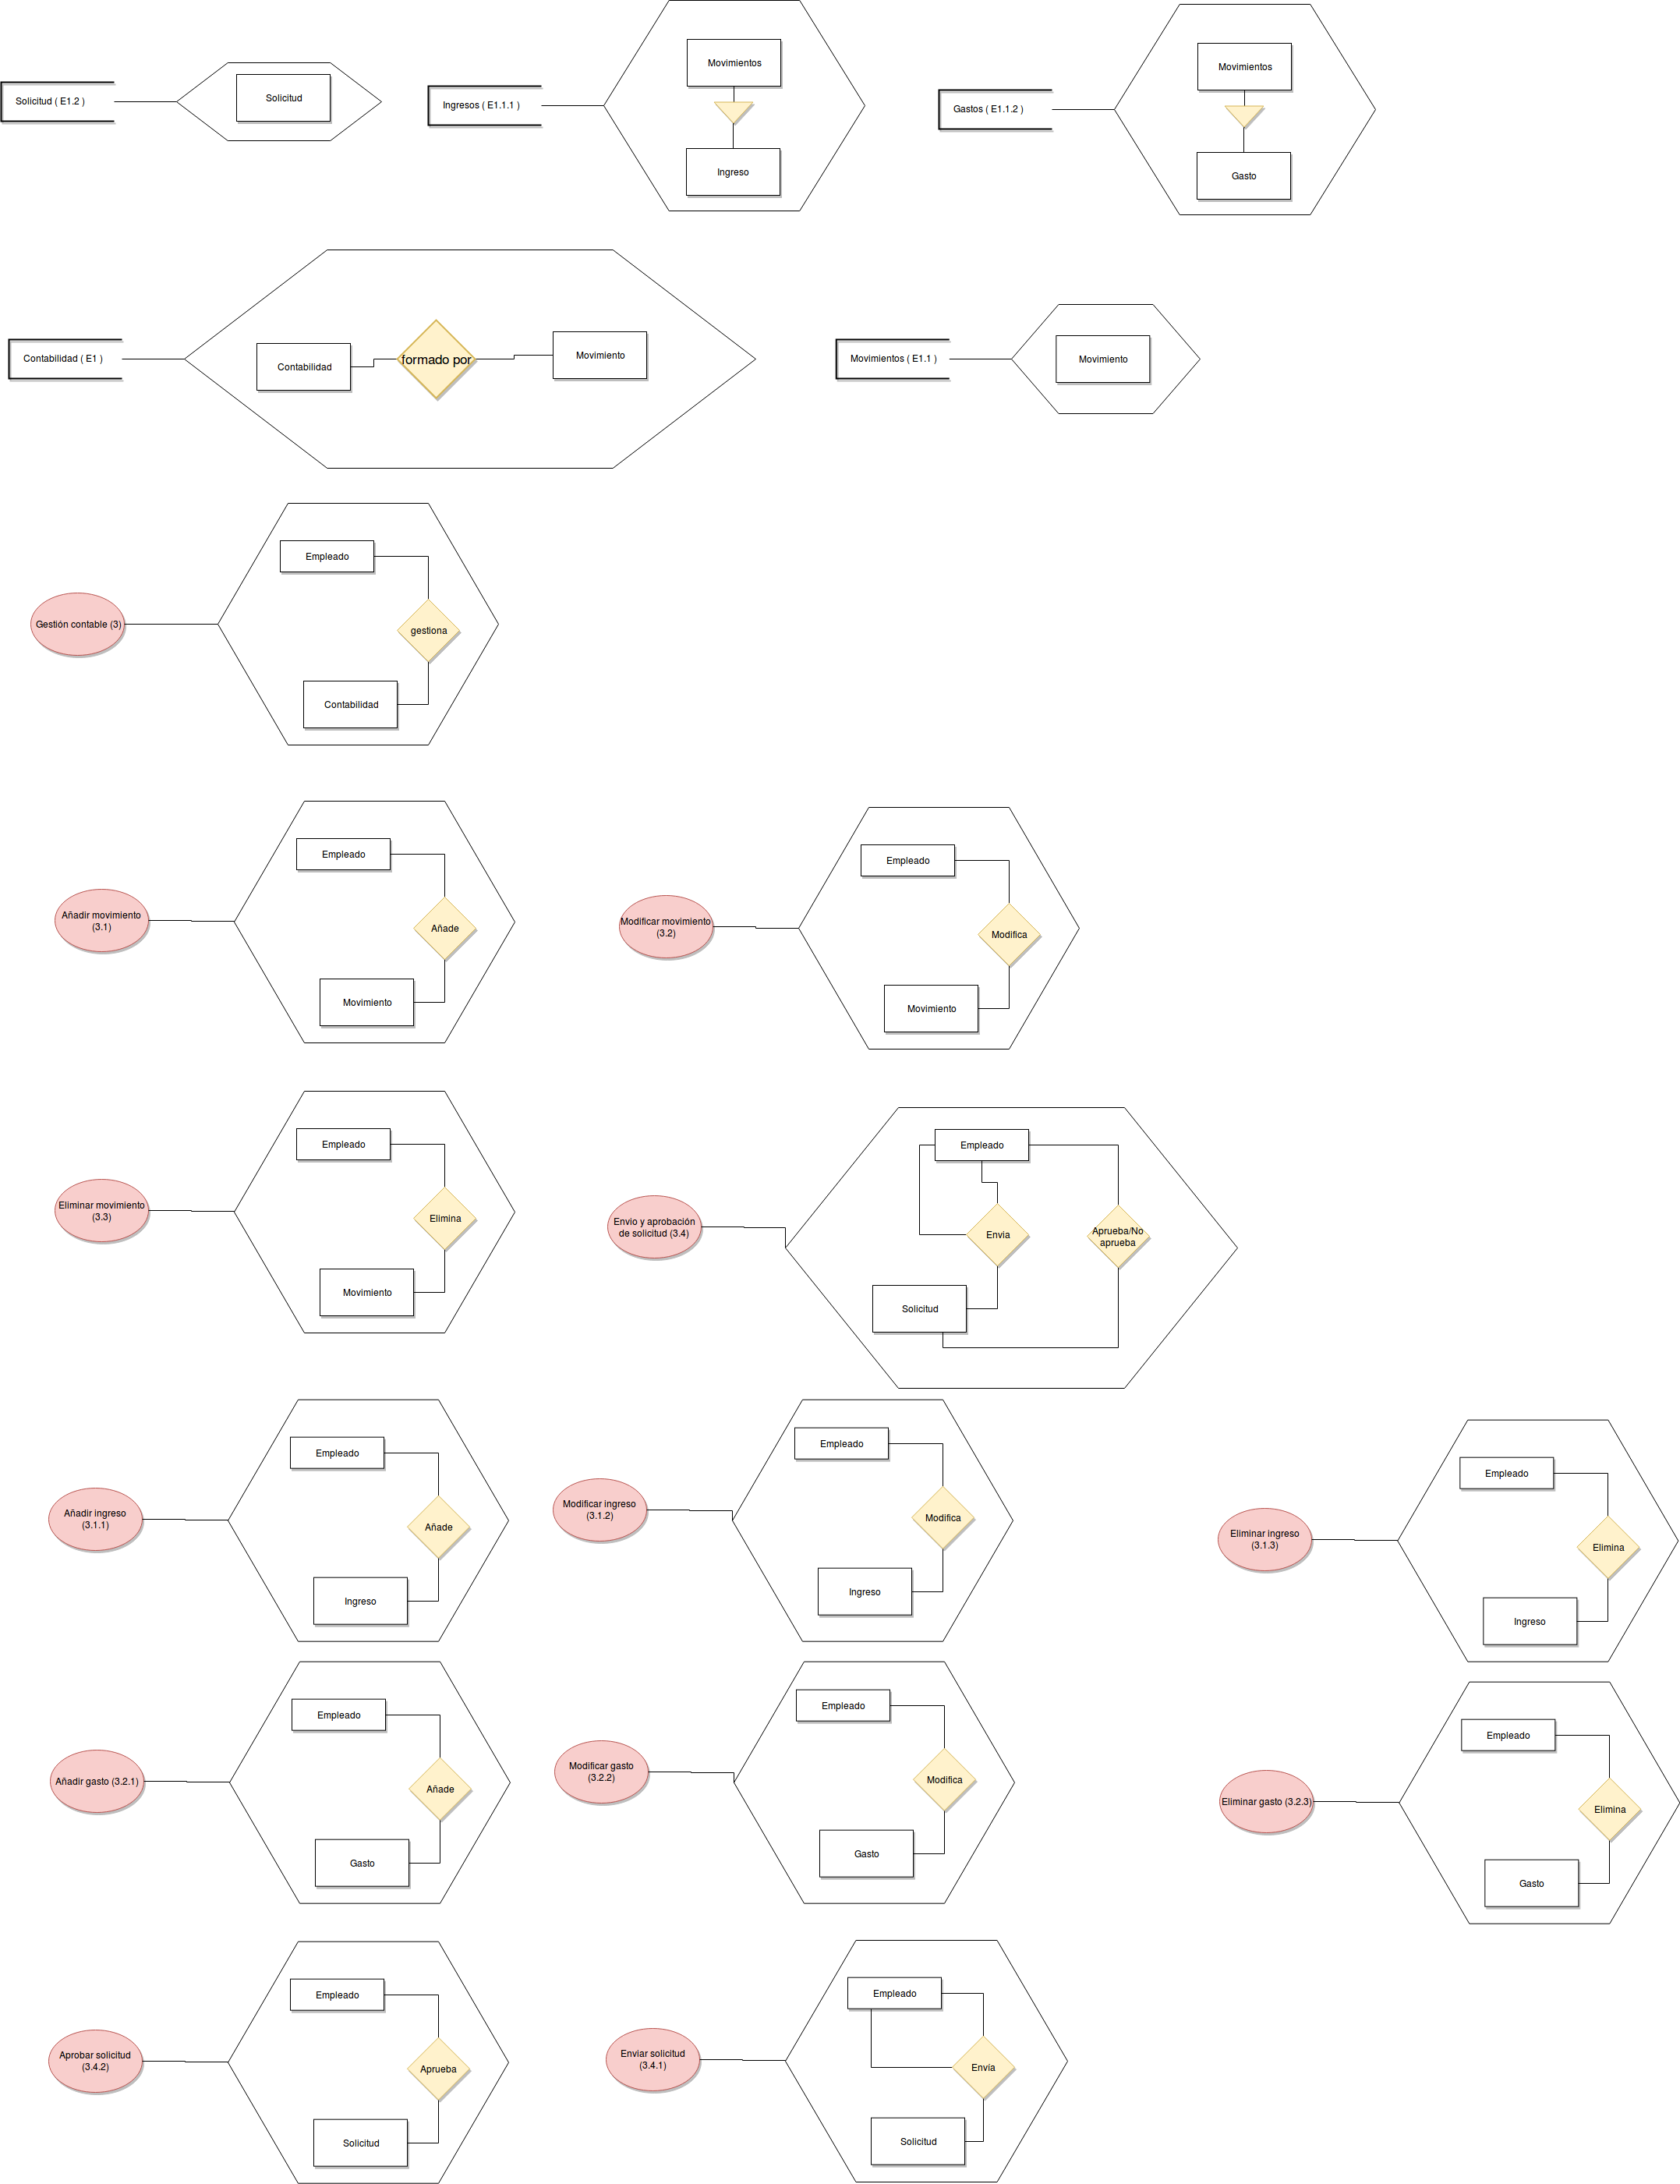 Solicitud ( E1.2 )
Solicitud
Ingresos ( E1.1.1 )
Movimientos
Ingreso
Gastos ( E1.1.2 )
Movimientos
Gasto
Contabilidad ( E1 )
Contabilidad
formado por
Movimiento
Movimientos ( E1.1 )
Movimiento
Gestión contable (3)
Empleado
gestiona
Contabilidad
Añadir movimiento
(3.1)
Empleado
Añade
Movimiento
Modificar movimiento
(3.2)
Empleado
Modifica
Movimiento
Eliminar movimiento
(3.3)
Empleado
Elimina
Movimiento
Envio y aprobación
de solicitud (3.4)
Empleado
Envia
Aprueba/No
aprueba
Solicitud
Añadir ingreso
(3.1.1)
Empleado
Añade
Ingreso
Modificar ingreso
(3.1.2)
Empleado
Modifica
Ingreso
Eliminar ingreso
(3.1.3)
Empleado
Elimina
Ingreso
Añadir gasto (3.2.1)
Empleado
Añade
Gasto
Modificar gasto
(3.2.2)
Empleado
Modifica
Gasto
Eliminar gasto (3.2.3)
Empleado
Elimina
Gasto
Aprobar solicitud
(3.4.2)
Empleado
Aprueba
Solicitud
Enviar solicitud
(3.4.1)
Empleado
Envía
Solicitud